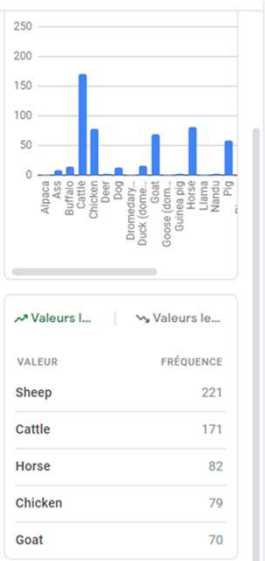 250
200
150
100
50
0
Alpaca
Ass
Buffalo
Cattle
Chicken
Deer
Dog
Dromedary...
Duck (dome...
Goat
Goose (dom...
Guinea pig
Horse
Llama
Nandu
Pig
Valeurs l...
Valeurs le...
VALEUR FRÉQUENCE
Sheep 221
Cattle 171
Horse 82
Chicken 79
Goat 70